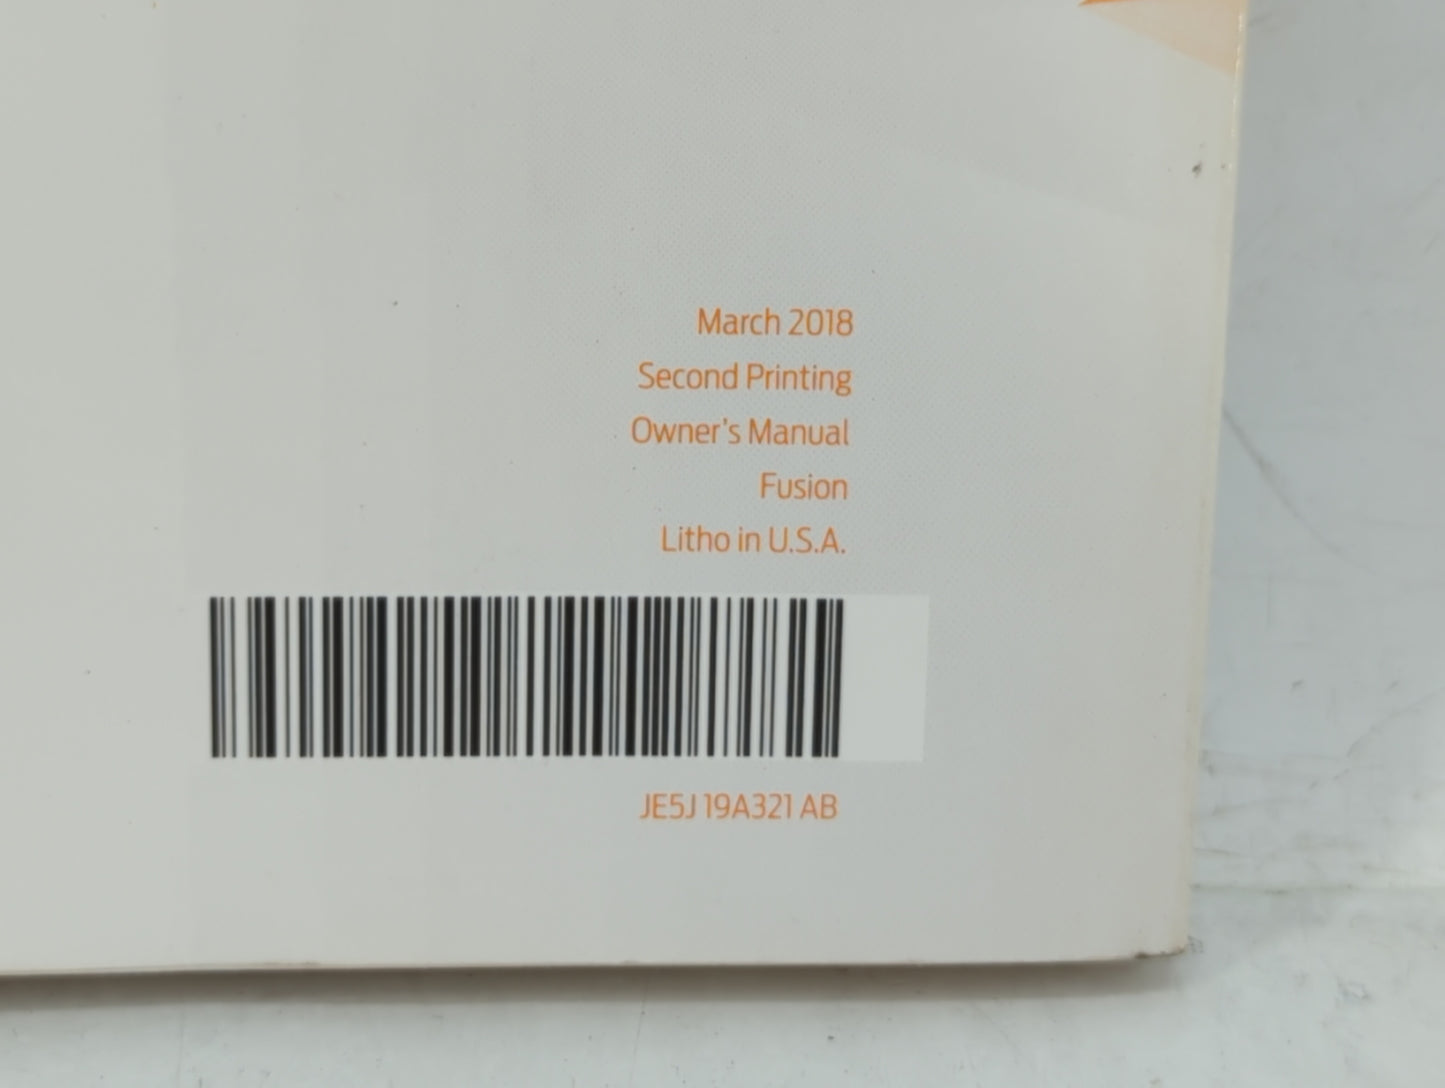 March 2018
Second Printing
Owner's Manual
Fusion
Litho in U.S.A.
JE5J 19A321 AB